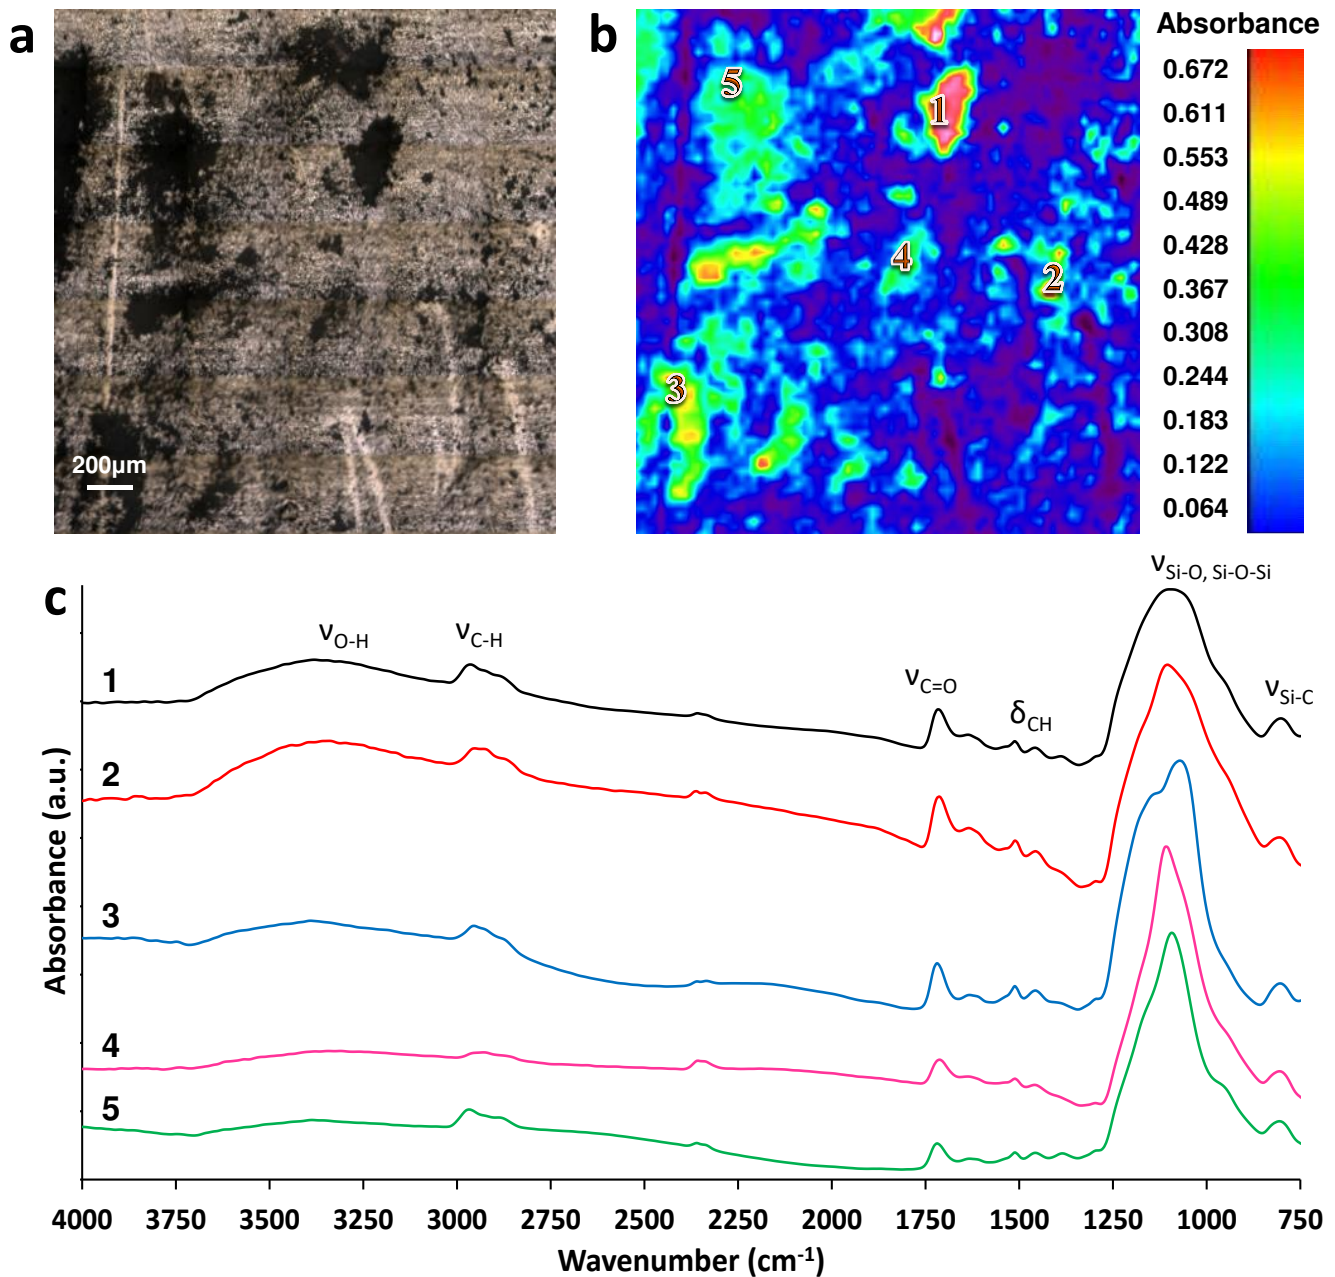 a
200μm
b
5
1
4
2
3
Absorbance
0.672
0.611
0.553
0.489
0.428
0.367
0.308
0.244
0.183
0.122
0.064
c
νSi-O, Si-O-Si
νO-H
νC-H
νC=O
δCH
νSi-C
1
2
3
4
5
Absorbance (a.u.)
4000 3750 3500 3250 3000 2750 2500 2250 2000 1750 1500 1250 1000 750
Wavenumber (cm-1)